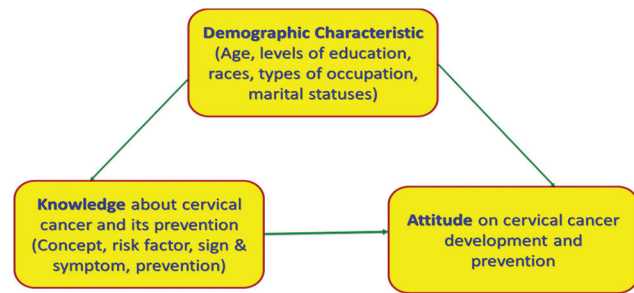 Demographic Characteristic
(Age, levels of education,
races, types of occupation,
marital statuses)
Knowledge about cervical
cancer and its prevention
(Concept, risk factor, sign &
symptom, prevention)
Attitude on cervical cancer
development and
prevention